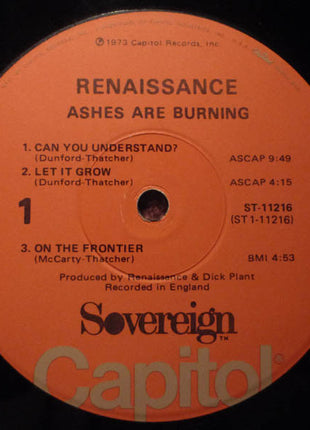 ℗1973 Capitol Records, Inc.
RENAISSANCE
ASHES ARE BURNING
1. CAN YOU UNDERSTAND?
(Dunford-Thatcher) ASCAP 9:49
2. LET IT GROW
(Dunford-Thatcher) ASCAP 4:15
1 ST-11216
(ST1-11216)
3. ON THE FRONTIER
(McCarty-Thatcher) BMI 4:53
Produced by Renaissance & Dick Plant
Recorded in England
Sovereign TM
Capitol